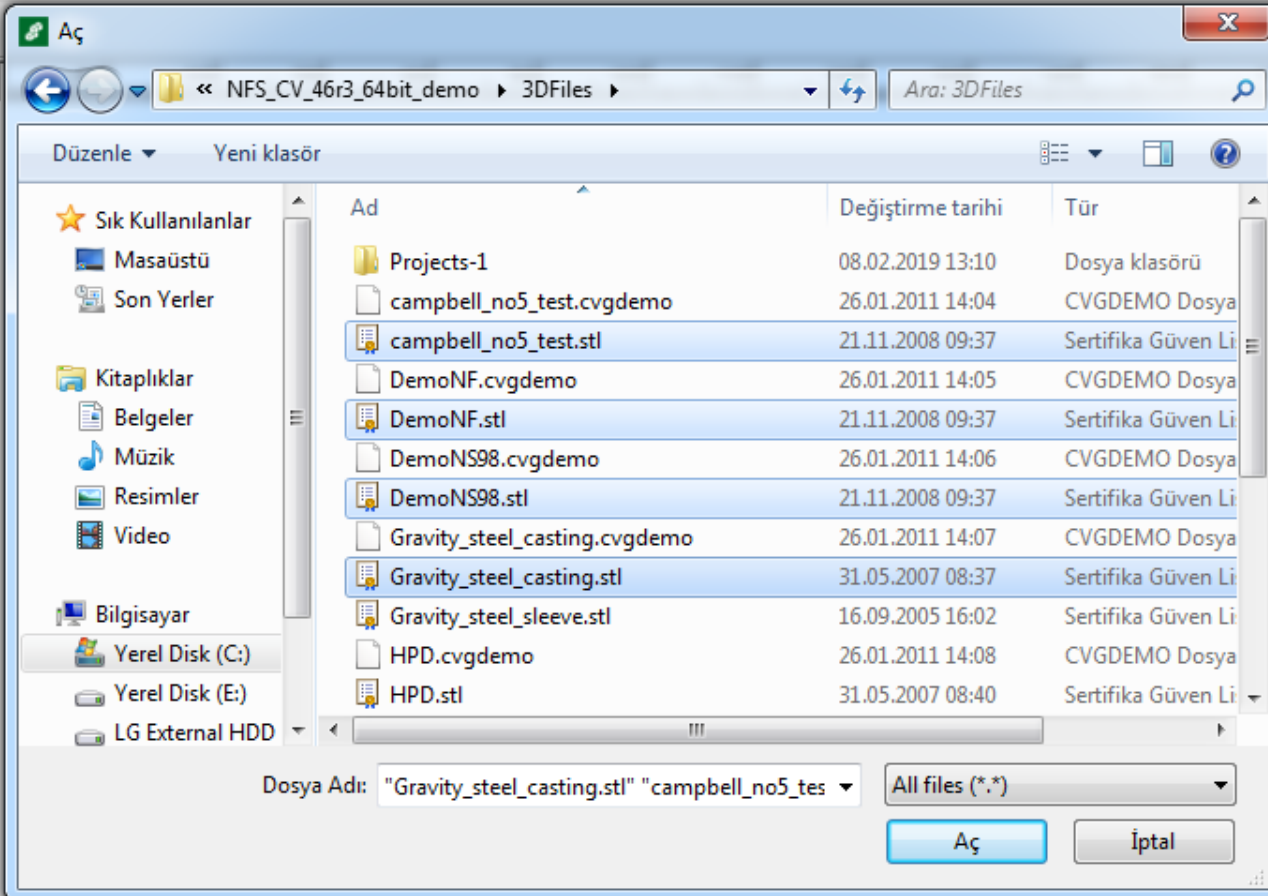 Aç
« NFS_CV_46r3_64bit_demo 3DFiles
Ara: 3DFiles
Düzenle Yeni klasör
Sık Kullanılanlar
Masaüstü
Son Yerler
Kitaplıklar
Belgeler
Müzik
Resimler
Video
Bilgisayar
Yerel Disk (C:)
Yerel Disk (E:)
LG External HDD
Ad Değiştirme tarihi Tür
Projects-1 08.02.2019 13:10 Dosya klasörü
campbell_no5_test.cvgdemo 26.01.2011 14:04 CVGDEMO Dosya
campbell_no5_test.stl 21.11.2008 09:37 Sertifika Güven Li
DemoNF.cvgdemo 26.01.2011 14:05 CVGDEMO Dosya
DemoNF.stl 21.11.2008 09:37 Sertifika Güven Li
DemoNS98.cvgdemo 26.01.2011 14:06 CVGDEMO Dosya
DemoNS98.stl 21.11.2008 09:37 Sertifika Güven Li
Gravity_steel_casting.cvgdemo 26.01.2011 14:07 CVGDEMO Dosya
Gravity_steel_casting.stl 31.05.2007 08:37 Sertifika Güven Li
Gravity_steel_sleeve.stl 16.09.2005 16:02 Sertifika Güven Li
HPD.cvgdemo 26.01.2011 14:08 CVGDEMO Dosya
HPD.stl 31.05.2007 08:40 Sertifika Güven Li
Dosya Adı: "Gravity_steel_casting.stl" "campbell_no5_tes All files (*.*)
Aç İptal